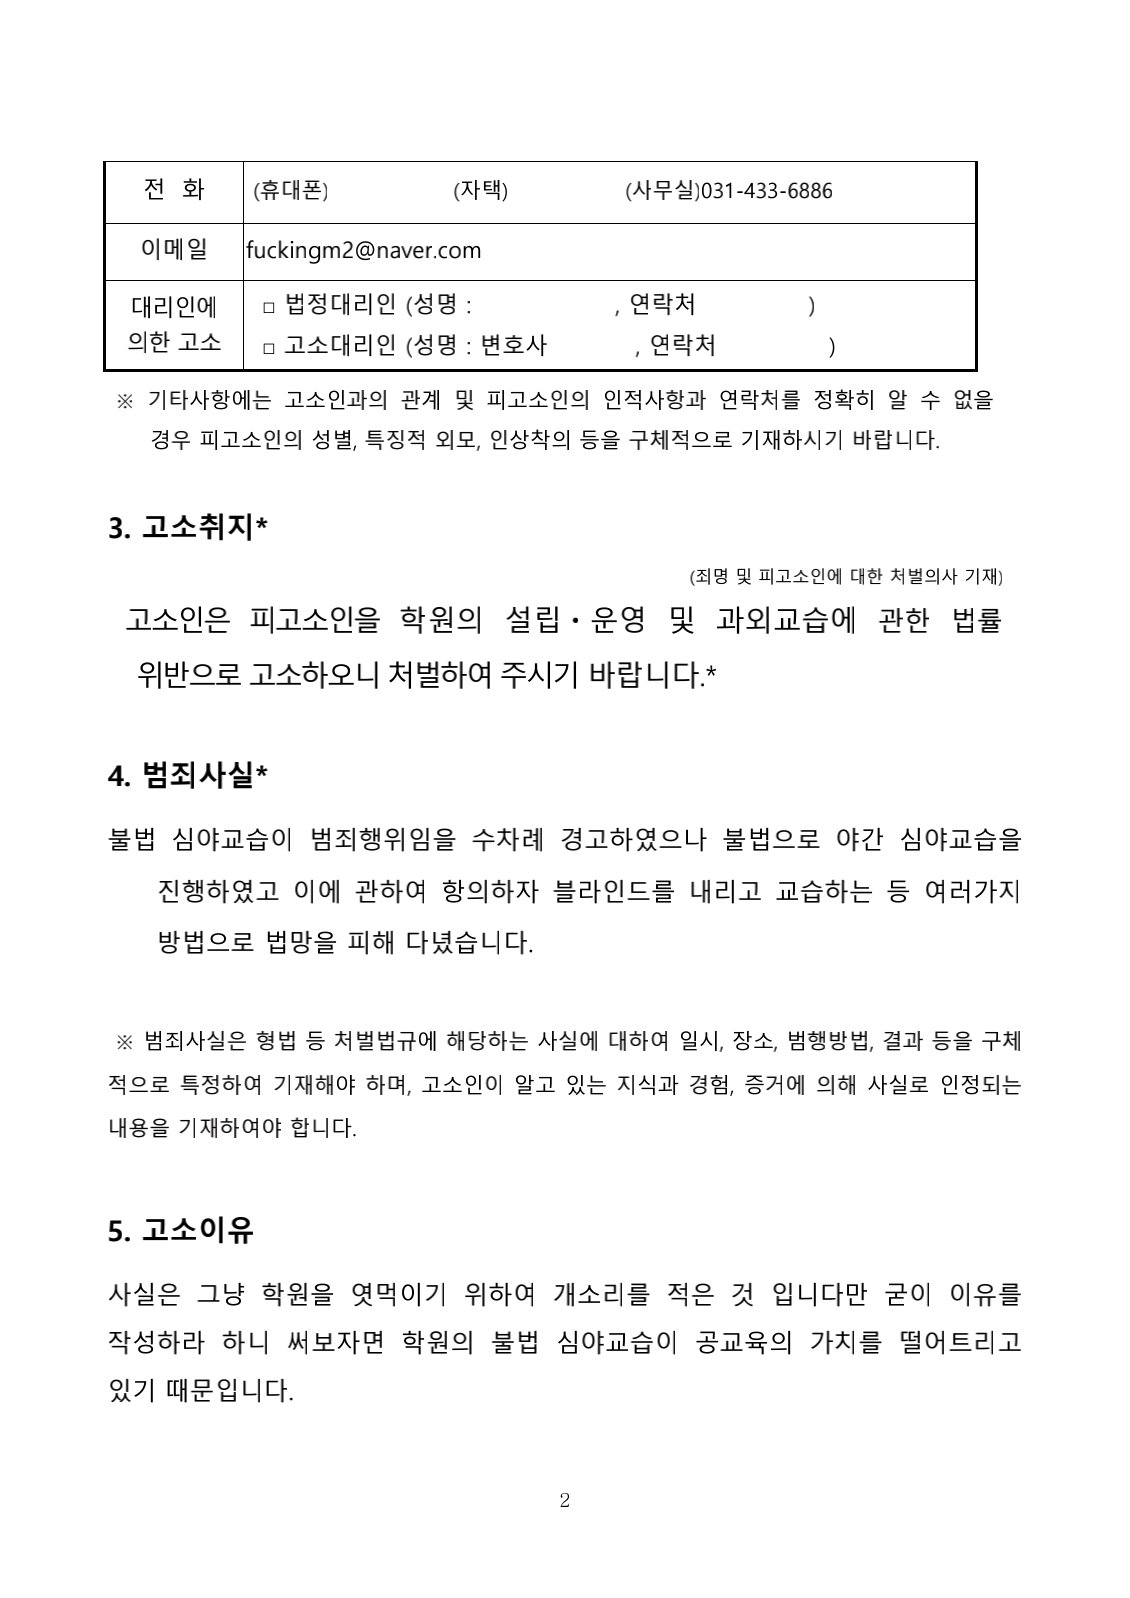 전 화 (휴대폰) (자택) (사무실)031-433-6886
이메일 fuckingm2@naver.com
대리인에 의한 고소
□ 법정대리인 (성명 : , 연락처 )
□ 고소대리인 (성명 : 변호사 , 연락처 )
※ 기타사항에는 고소인과의 관계 및 피고소인의 인적사항과 연락처를 정확히 알 수 없을
경우 피고소인의 성별, 특징적 외모, 인상착의 등을 구체적으로 기재하시기 바랍니다.
3. 고소취지*
(죄명 및 피고소인에 대한 처벌의사 기재)
고소인은 피고소인을 학원의 설립・운영 및 과외교습에 관한 법률
위반으로 고소하오니 처벌하여 주시기 바랍니다.*
4. 범죄사실*
불법 심야교습이 범죄행위임을 수차례 경고하였으나 불법으로 야간 심야교습을
진행하였고 이에 관하여 항의하자 블라인드를 내리고 교습하는 등 여러가지
방법으로 법망을 피해 다녔습니다.
※ 범죄사실은 형법 등 처벌법규에 해당하는 사실에 대하여 일시, 장소, 범행방법, 결과 등을 구체
적으로 특정하여 기재해야 하며, 고소인이 알고 있는 지식과 경험, 증거에 의해 사실로 인정되는
내용을 기재하여야 합니다.
5. 고소이유
사실은 그냥 학원을 엿먹이기 위하여 개소리를 적은 것 입니다만 굳이 이유를
작성하라 하니 써보자면 학원의 불법 심야교습이 공교육의 가치를 떨어트리고
있기 때문입니다.
2